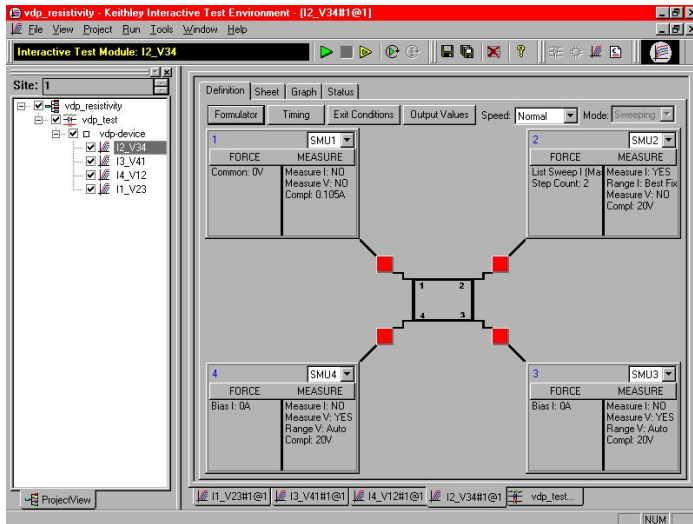 vdp_resistivity - Keithley Interactive Test Environment - [I2_V34#1@1]
File View Project Run Tools Window Help
Interactive Test Module: I2_V34
Site: 1
vdp_resistivity
vdp_test
vdp-device
I2_V34
I3_V41
I4_V12
I1_V23
ProjectView
Definition Sheet Graph Status
Formulator Timing Exit Conditions Output Values Speed: Normal Mode: Sweeping
1 SMU1
FORCE MEASURE
Common: 0V
Measure I: NO
Measure V: NO
Compl: 0.105A
2 SMU2
FORCE MEASURE
List Sweep I (Ma
Step Count: 2
Measure I: YES
Range I: Best Fix
Measure V: NO
Compl: 20V
1 2
4 3
4 SMU4
FORCE MEASURE
Bias I: 0A
Measure I: NO
Measure V: YES
Range V: Auto
Compl: 20V
3 SMU3
FORCE MEASURE
Bias I: 0A
Measure I: NO
Measure V: YES
Range V: Auto
Compl: 20V
I1_V23#1@1 I3_V41#1@1 I4_V12#1@1 I2_V34#1@1 vdp_test...
NUM